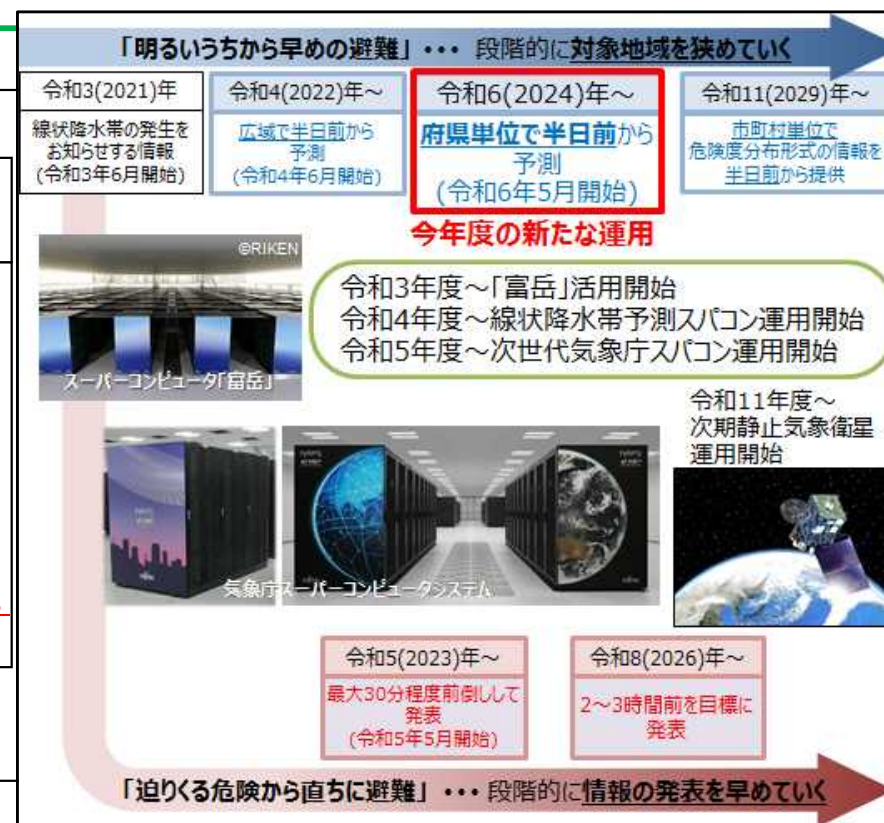 「明るいうちから早めの避難」・・・ 段階的に対象地域を狭めていく
令和3(2021)年
線状降水帯の発生を
お知らせする情報
(令和3年6月開始)
令和4(2022)年～
広域で半日前から
予測
(令和4年6月開始)
令和6(2024)年～
府県単位で半日前から
予測
(令和6年5月開始)
令和11(2029)年～
市町村単位で
危険度分布形式の情報を
半日前から提供
今年度の新たな運用
©RIKEN
スーパーコンピュータ「富岳」
令和3年度～「富岳」活用開始
令和4年度～線状降水帯予測スパコン運用開始
令和5年度～次世代気象庁スパコン運用開始
令和11年度～
次期静止気象衛星
運用開始
気象庁スーパーコンピュータシステム
令和5(2023)年～
最大30分程度前倒しして
発表
(令和5年5月開始)
令和8(2026)年～
2～3時間前を目標に
発表
「迫りくる危険から直ちに避難」・・・ 段階的に情報の発表を早めていく